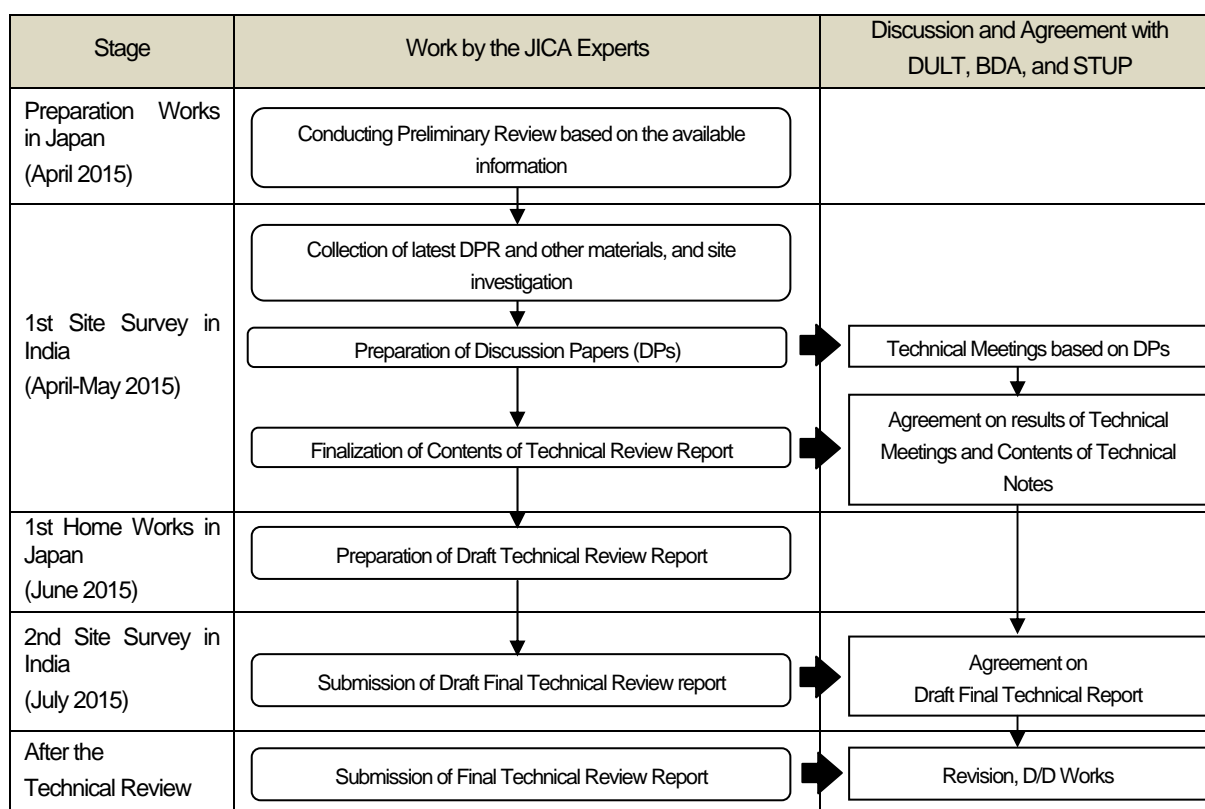 Stage
Work by the JICA Experts
Discussion and Agreement with
DULT, BDA, and STUP
Preparation Works
in Japan
(April 2015)
Conducting Preliminary Review based on the available
information
1st Site Survey in
India
(April-May 2015)
Collection of latest DPR and other materials, and site
investigation
Preparation of Discussion Papers (DPs)
Technical Meetings based on DPs
Finalization of Contents of Technical Review Report
Agreement on results of Technical
Meetings and Contents of Technical
Notes
1st Home Works in
Japan
(June 2015)
Preparation of Draft Technical Review Report
2nd Site Survey in
India
(July 2015)
Submission of Draft Final Technical Review report
Agreement on
Draft Final Technical Report
After the
Technical Review
Submission of Final Technical Review Report
Revision, D/D Works